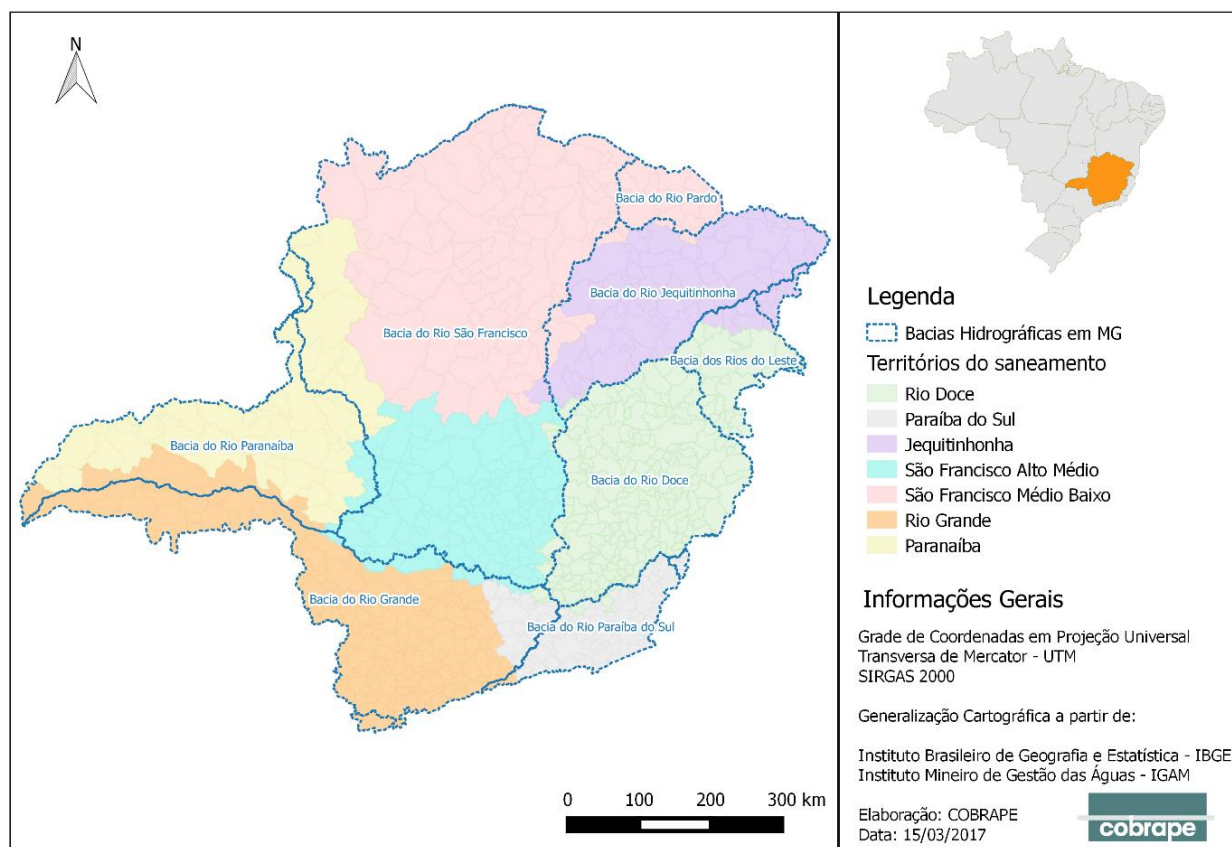 N
Bacia do Rio Pardo
Bacia do Rio Jequitinhonha
Bacia do Rio São Francisco
Bacia dos Rios do Leste
Bacia do Rio Paranaíba
Bacia do Rio Doce
Bacia do Rio Grande
Bacia do Rio Paraíba do Sul
0 100 200 300 km
Legenda
Bacias Hidrográficas em MG
Territórios do saneamento
Rio Doce
Paraíba do Sul
Jequitinhonha
São Francisco Alto Médio
São Francisco Médio Baixo
Rio Grande
Paranaíba
Informações Gerais
Grade de Coordenadas em Projeção Universal
Transversa de Mercator - UTM
SIRGAS 2000
Generalização Cartográfica a partir de:
Instituto Brasileiro de Geografia e Estatística - IBGE
Instituto Mineiro de Gestão das Águas - IGAM
Elaboração: COBRAPE
Data: 15/03/2017
cobrape